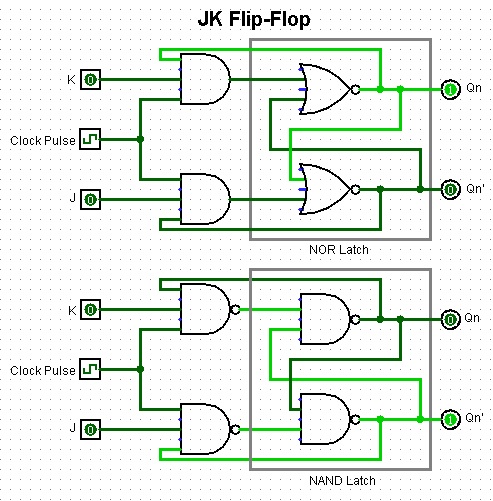 JK Flip-Flop
K 0
1 Qn
Clock Pulse
J 0
0 Qn'
NOR Latch
K 0
0 Qn
Clock Pulse
J 0
1 Qn'
NAND Latch